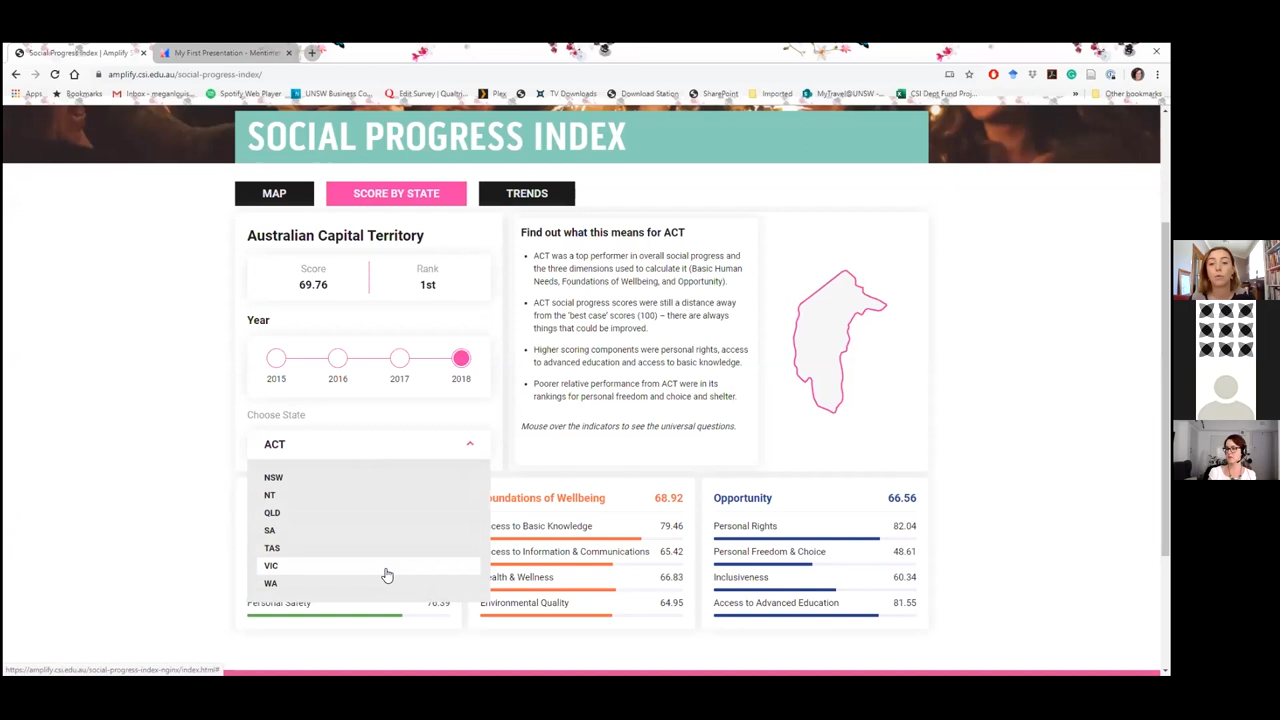 Social Progress Index | Amplify
My First Presentation - Mentime
amplify.csi.edu.au/social-progress-index/
Apps
Bookmarks
Inbox - meganlouis...
Spotify Web Player
UNSW Business Co...
Edit Survey | Qualtri...
Plex
TV Downloads
Download Station
SharePoint
Imported
MyTravel@UNSW -...
CSI Dept Fund Proj...
»
Other bookmarks
SOCIAL PROGRESS INDEX
MAP
SCORE BY STATE
TRENDS
Australian Capital Territory
Score
69.76
Rank
1st
Year
2015
2016
2017
2018
Choose State
ACT
NSW
NT
QLD
SA
TAS
VIC
WA
Find out what this means for ACT
• ACT was a top performer in overall social progress and
the three dimensions used to calculate it (Basic Human
Needs, Foundations of Wellbeing, and Opportunity).
• ACT social progress scores were still a distance away
from the 'best case' scores (100) – there are always
things that could be improved.
• Higher scoring components were personal rights, access
to advanced education and access to basic knowledge.
• Poorer relative performance from ACT were in its
rankings for personal freedom and choice and shelter.
Mouse over the indicators to see the universal questions.
Personal Safety 76.39
oundations of Wellbeing 68.92
ccess to Basic Knowledge 79.46
ccess to Information & Communications 65.42
ealth & Wellness 66.83
Environmental Quality 64.95
Opportunity 66.56
Personal Rights 82.04
Personal Freedom & Choice 48.61
Inclusiveness 60.34
Access to Advanced Education 81.55
https://amplify.csi.edu.au/social-progress-index-nginx/index.html#